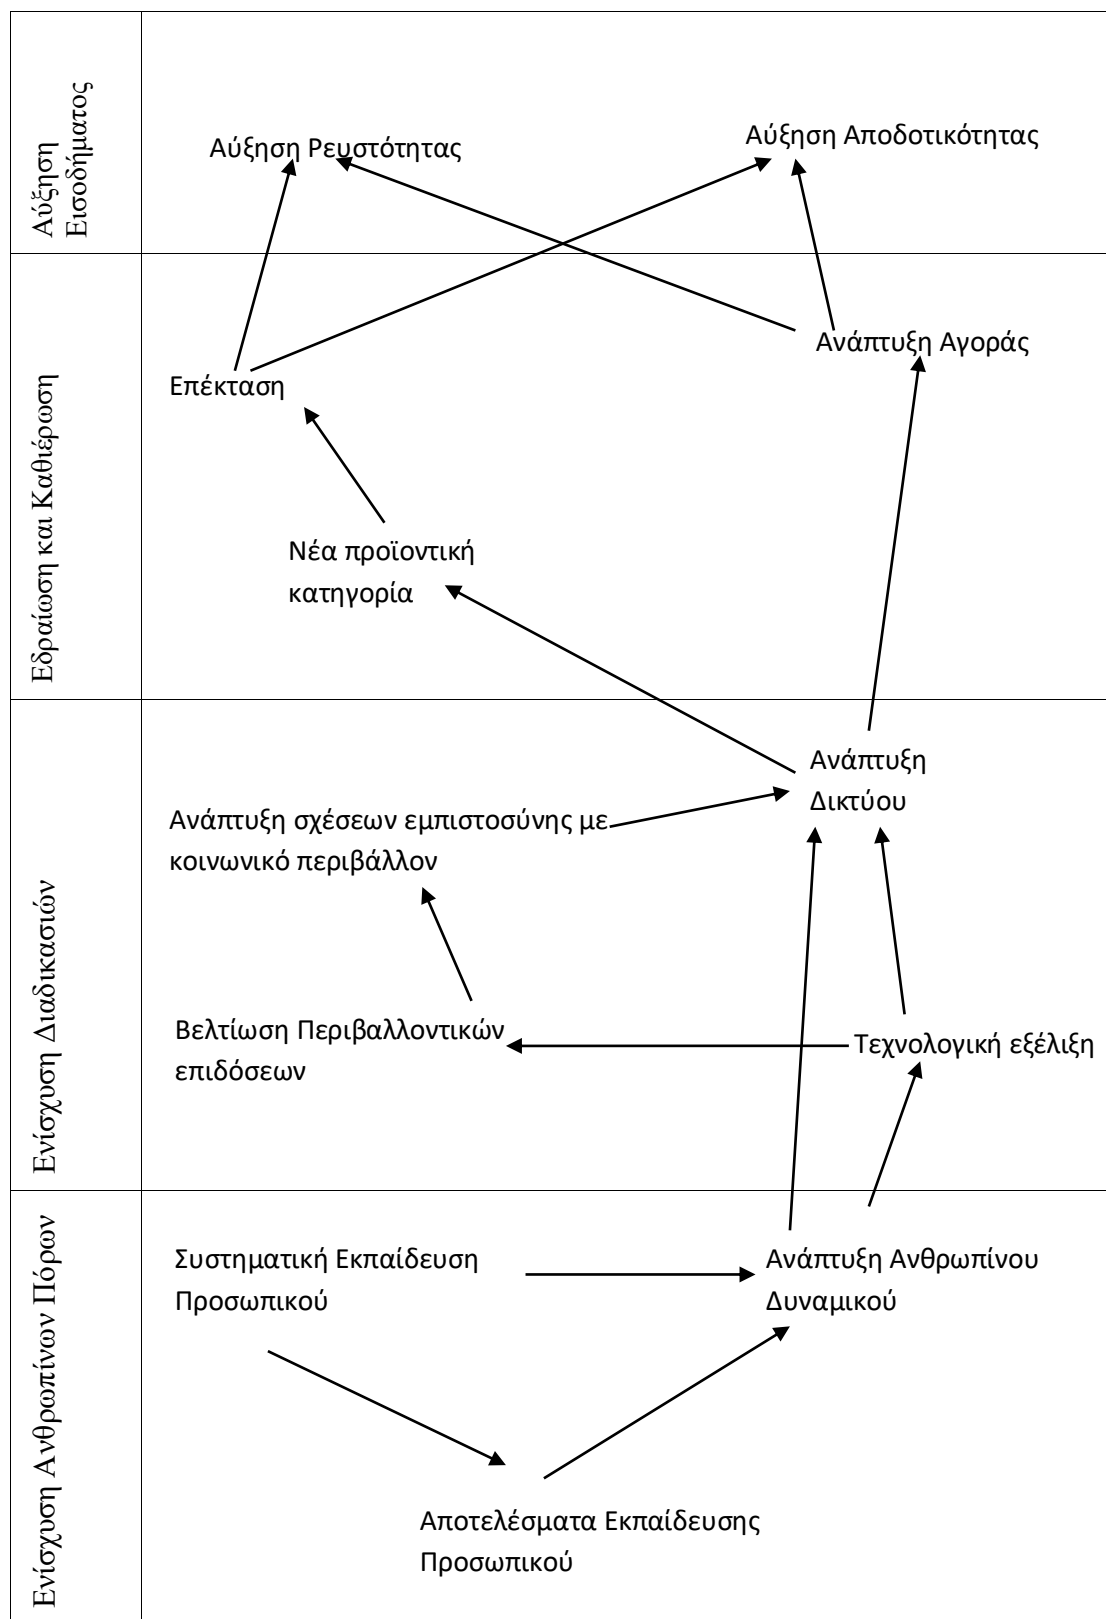 Αύξηση
Εισοδήματος
Αύξηση Ρευστότητας
Αύξηση Αποδοτικότητας
Εδραίωση και Καθιέρωση
Ανάπτυξη Αγοράς
Επέκταση
Νέα προϊοντική
κατηγορία
Ενίσχυση Διαδικασιών
Ανάπτυξη
Δικτύου
Ανάπτυξη σχέσεων εμπιστοσύνης με
κοινωνικό περιβάλλον
Βελτίωση Περιβαλλοντικών
επιδόσεων
Τεχνολογική εξέλιξη
Ενίσχυση Ανθρωπίνων Πόρων
Συστηματική Εκπαίδευση
Προσωπικού
Ανάπτυξη Ανθρωπίνου
Δυναμικού
Αποτελέσματα Εκπαίδευσης
Προσωπικού